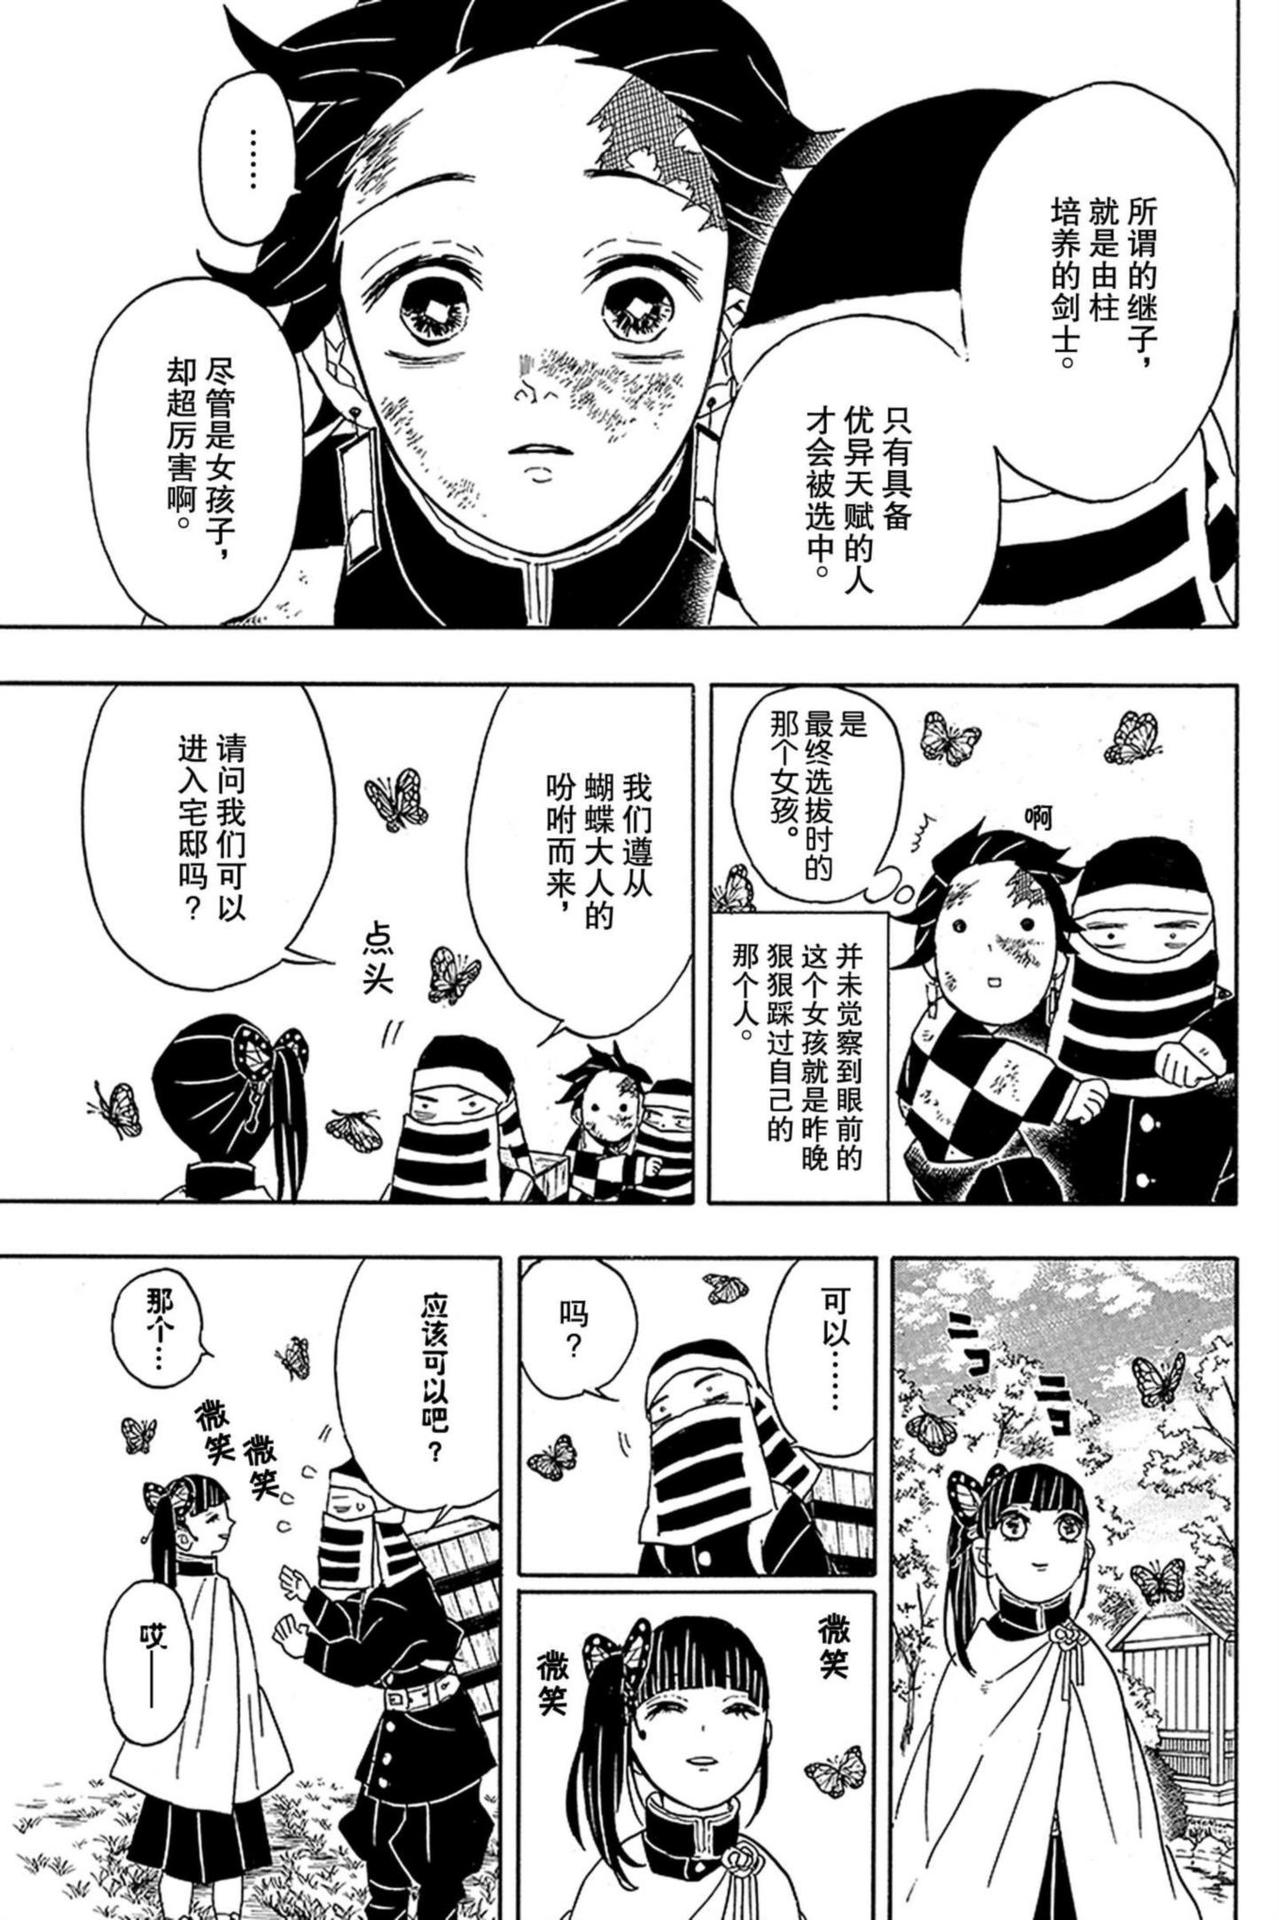 所谓的继子，
就是由柱
培养的剑士。
只有具备
优异天赋的人
才会被选中。
……
尽管是女孩子，
却超厉害啊。
是
最终选拔时的
那个女孩。
啊
并未觉察到眼前的
这个女孩就是昨晚
狠狠踩过自己的
那个人。
我们遵从
蝴蝶大人的
吩咐而来，
请问我们可以
进入宅邸吗？
点头
ニコ
ニコ
可以……
吗？
微笑
微笑
应该可以吧？
那个…
微笑
微笑
哎——